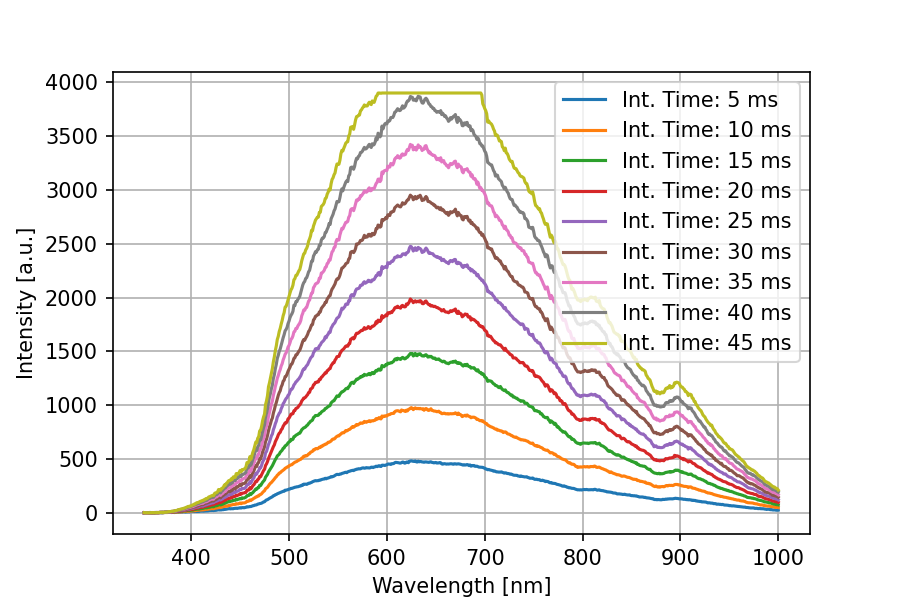 4000
3500
3000
2500
2000
1500
1000
500
0
Intensity [a.u.]
400 500 600 700 800 900 1000
Wavelength [nm]
Int. Time: 5 ms
Int. Time: 10 ms
Int. Time: 15 ms
Int. Time: 20 ms
Int. Time: 25 ms
Int. Time: 30 ms
Int. Time: 35 ms
Int. Time: 40 ms
Int. Time: 45 ms